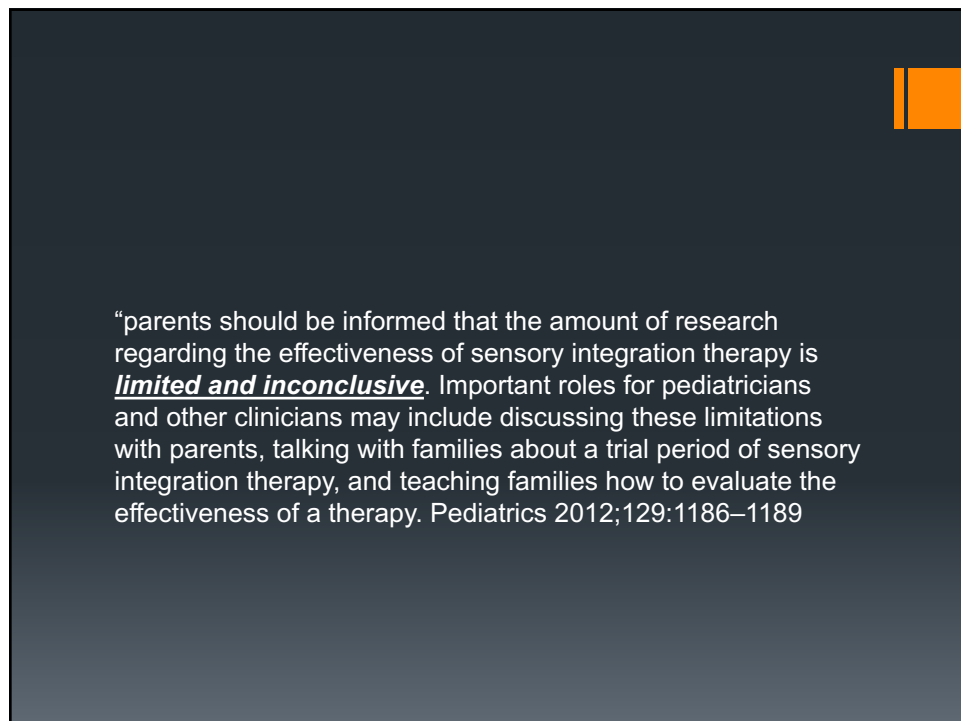 “parents should be informed that the amount of research
regarding the effectiveness of sensory integration therapy is
limited and inconclusive. Important roles for pediatricians
and other clinicians may include discussing these limitations
with parents, talking with families about a trial period of sensory
integration therapy, and teaching families how to evaluate the
effectiveness of a therapy. Pediatrics 2012;129:1186–1189